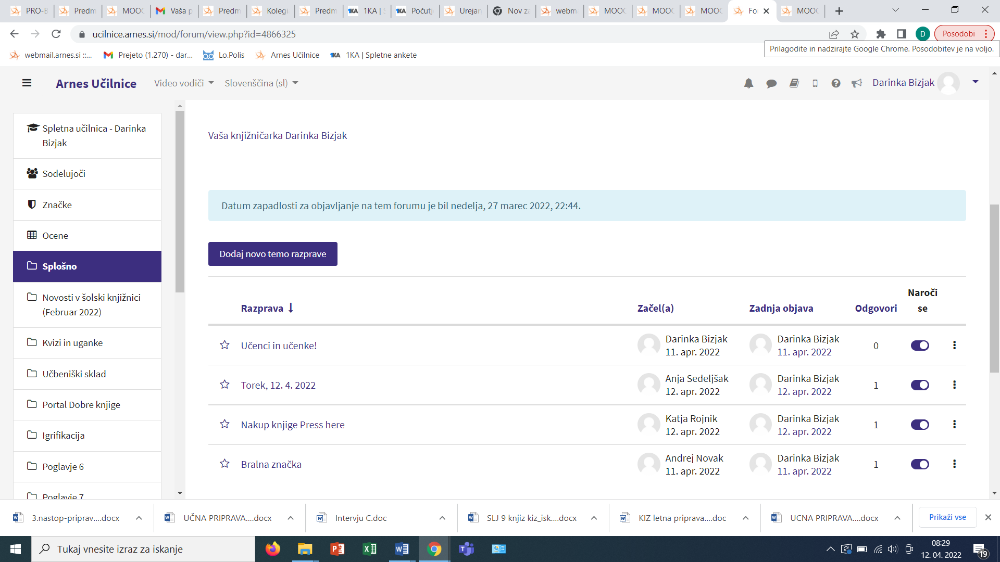 PRO-B Predm MOOC Vaša p Predm Kolegi Predm 1KA | S Počutj Urejan Nov za webma MOOC MOOC MOOC For MOOC
ucilnice.arnes.si/mod/forum/view.php?id=4866325
D
Posodobi
Prilagodite in nadzirajte Google Chrome. Posodobitev je na voljo.
webmail.arnes.si ::... Prejeto (1.270) - dar... Lo.Polis Arnes Učilnice 1KA | Spletne ankete
Arnes Učilnice Video vodiči Slovenščina (sl) Darinka Bizjak
Spletna učilnica - Darinka
Bizjak
Sodelujoči
Značke
Ocene
Splošno
Novosti v šolski knjižnici
(Februar 2022)
Kvizi in uganke
Učbeniški sklad
Portal Dobre knjige
Igrifikacija
Poglavje 6
Poglavje 7
Vaša knjižničarka Darinka Bizjak
Datum zapadlosti za objavljanje na tem forumu je bil nedelja, 27 marec 2022, 22:44.
Dodaj novo temo razprave
Razprava ↓ Začel(a) Zadnja objava Odgovori Naroči
se
Učenci in učenke! Darinka Bizjak Darinka Bizjak 0
11. apr. 2022 11. apr. 2022
Torek, 12. 4. 2022 Anja Sedeljšak Darinka Bizjak 1
12. apr. 2022 12. apr. 2022
Nakup knjige Press here Katja Rojnik Darinka Bizjak 1
12. apr. 2022 12. apr. 2022
Bralna značka Andrej Novak Darinka Bizjak 1
11. apr. 2022 11. apr. 2022
3.nastop-priprav....docx UČNA PRIPRAVA....docx Intervju C.doc SLJ 9 knjiz kiz_isk....docx KIZ letna priprava....doc UCNA PRIPRAVA....docx Prikaži vse
Tukaj vnesite izraz za iskanje
08:29
12. 04. 2022
19